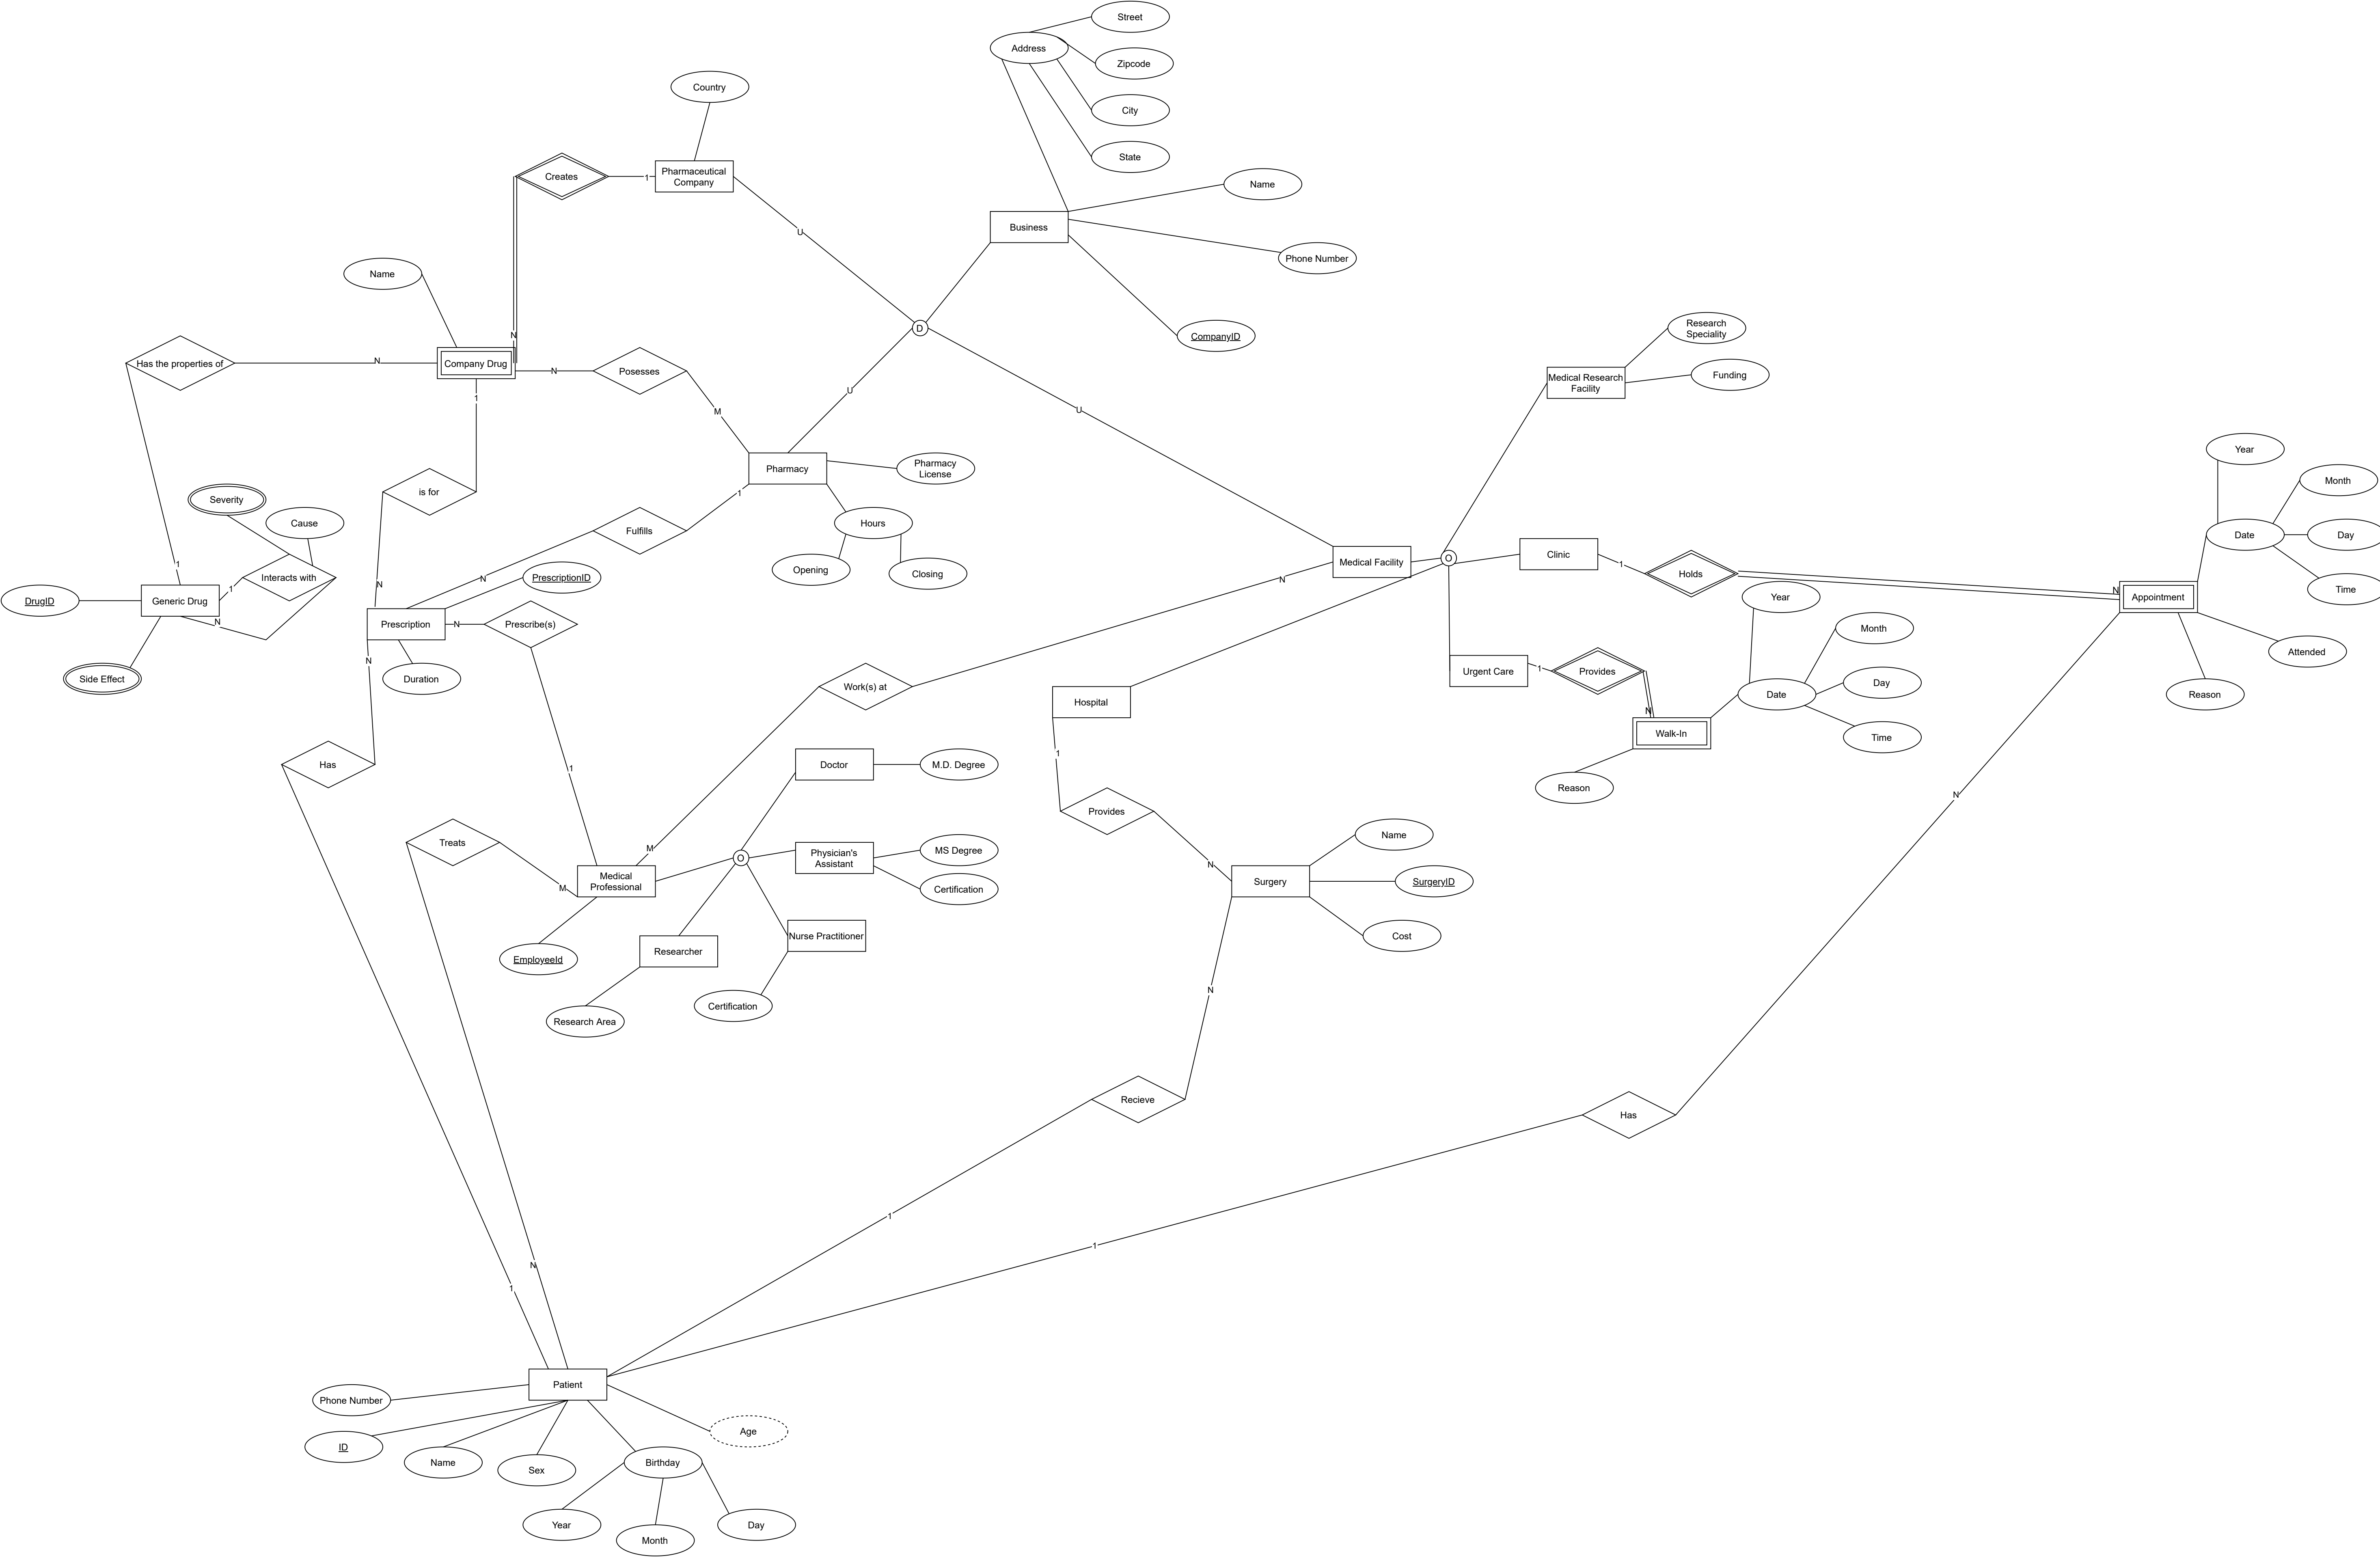 Street
Address
Zipcode
Country
City
State
Creates
1
Pharmaceutical
Company
Name
U
Business
Phone Number
Name
N
D
CompanyID
Research
Speciality
Has the properties of
N
Company Drug
N
Posesses
Medical Research
Facility
Funding
1
U
M
U
Year
Pharmacy
Pharmacy
License
Month
Severity
is for
1
Cause
Hours
Fulfills
Date
Day
Clinic
Medical Facility
O
1
Opening
Closing
1
Interacts with
N
PrescriptionID
N
Holds
Time
1
N
N
DrugID
Generic Drug
Year
Appointment
N
Prescription
N
Prescribe(s)
Month
Attended
N
Side Effect
Duration
Urgent Care
1
Provides
Day
Work(s) at
Date
Reason
Hospital
N
Walk-In
Time
1
Has
Doctor
M.D. Degree
1
Reason
N
Provides
Treats
M
Name
Physician's
Assistant
MS Degree
O
N
Medical
Professional
M
Certification
Surgery
SurgeryID
Nurse Practitioner
Cost
Researcher
EmployeeId
N
Certification
Research Area
Recieve
Has
1
1
N
1
Patient
Phone Number
Age
ID
Name
Sex
Birthday
Year
Month
Day